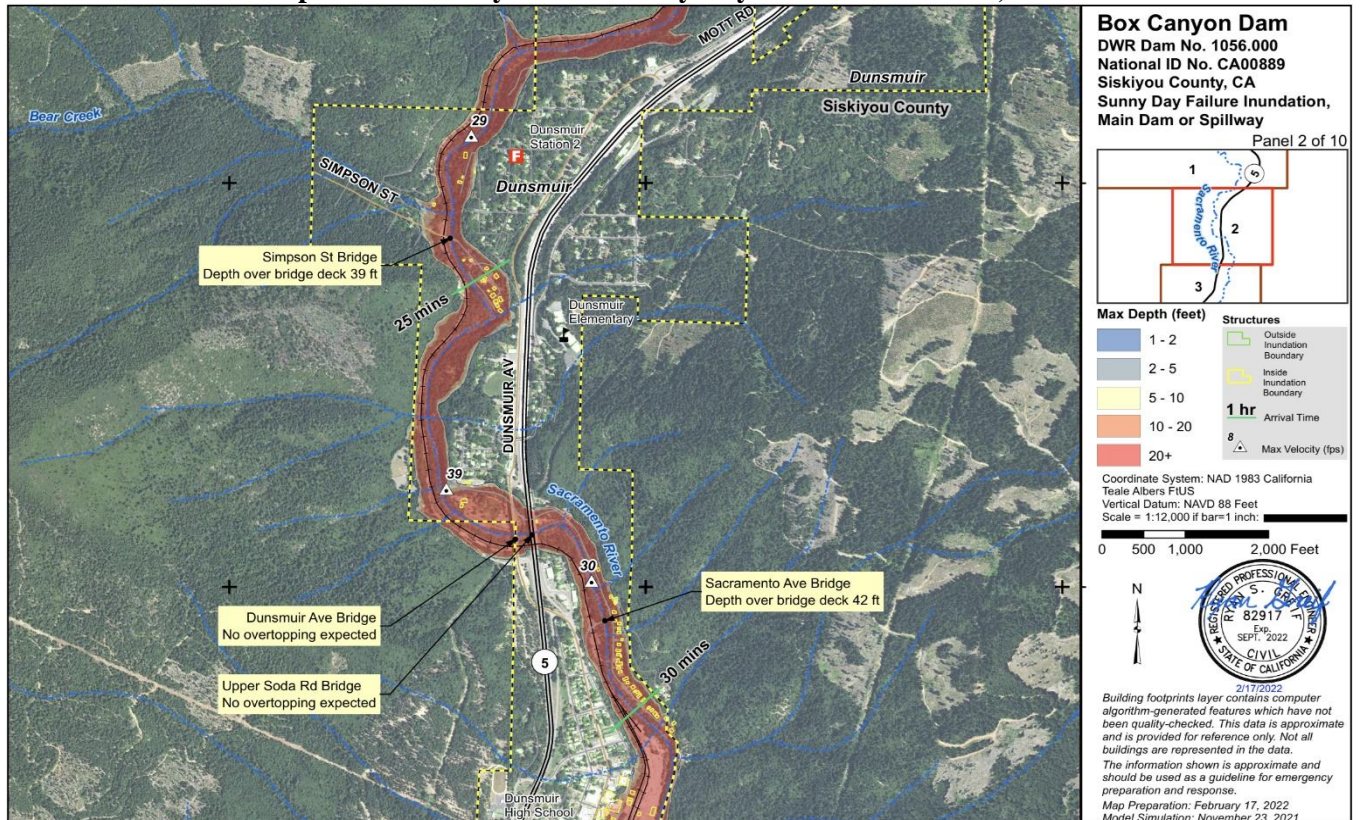 MOTT RD
Dunsmuir
Siskiyou County
Bear Creek
29
Dunsmuir
Station 2
F
SIMPSON ST
Dunsmuir
Simpson St Bridge
Depth over bridge deck 39 ft
25 mins
Dunsmuir
Elementary
DUNSMUIR AV
39
Sacramento River
30
Sacramento Ave Bridge
Depth over bridge deck 42 ft
Dunsmuir Ave Bridge
No overtopping expected
30 mins
5
Upper Soda Rd Bridge
No overtopping expected
Dunsmuir
High School
Box Canyon Dam
DWR Dam No. 1056.000
National ID No. CA00889
Siskiyou County, CA
Sunny Day Failure Inundation,
Main Dam or Spillway
Panel 2 of 10
1
5
Sacramento River
2
3
Max Depth (feet)
1 - 2
2 - 5
5 - 10
10 - 20
20+
Structures
Outside
Inundation
Boundary
Inside
Inundation
Boundary
1 hr Arrival Time
8 Max Velocity (fps)
Coordinate System: NAD 1983 California
Teale Albers FtUS
Vertical Datum: NAVD 88 Feet
Scale = 1:12,000 if bar=1 inch:
0 500 1,000 2,000 Feet
N
REGISTERED PROFESSIONAL ENGINEER
RYAN S. GREIF
82917
Exp.
SEPT. 2022
CIVIL
STATE OF CALIFORNIA
2/17/2022
Building footprints layer contains computer
algorithm-generated features which have not
been quality-checked. This data is approximate
and is provided for reference only. Not all
buildings are represented in the data.
The information shown is approximate and
should be used as a guideline for emergency
preparation and response.
Map Preparation: February 17, 2022
Model Simulation: November 23, 2021